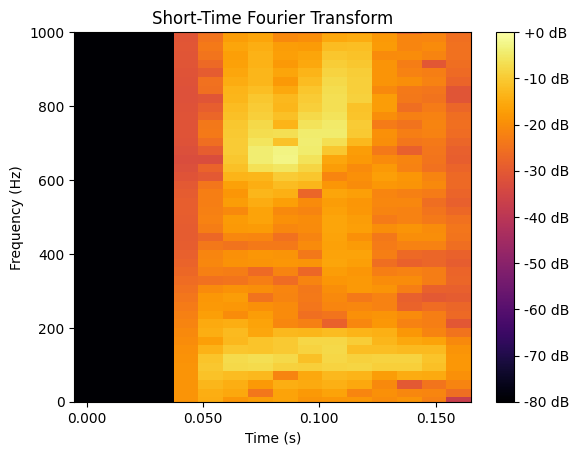 Short-Time Fourier Transform
Frequency (Hz)
1000
800
600
400
200
0
0.000
0.050
0.100
0.150
Time (s)
+0 dB
-10 dB
-20 dB
-30 dB
-40 dB
-50 dB
-60 dB
-70 dB
-80 dB